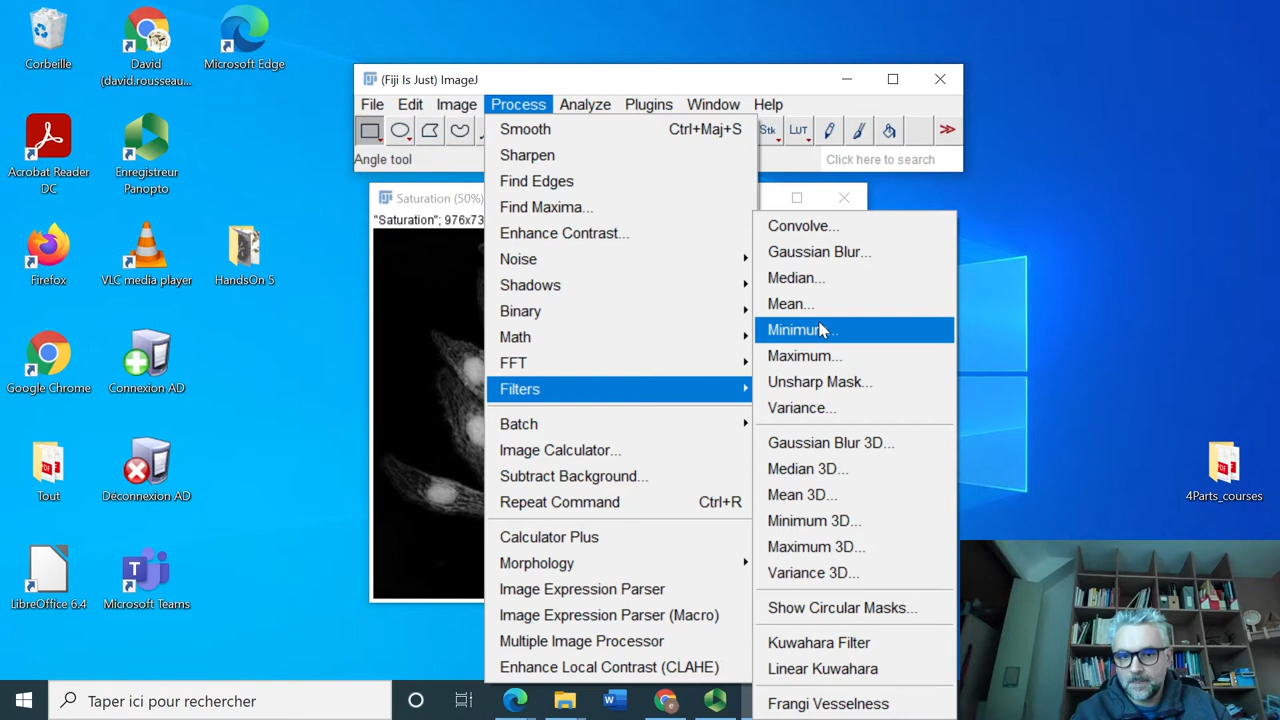 Corbeille
David
(david.rousseau...
Microsoft Edge
Acrobat Reader
DC
Enregistreur
Panopto
Firefox
VLC media player
HandsOn 5
Google Chrome
Connexion AD
Tout
Déconnexion AD
LibreOffice 6.4
Microsoft Teams
4Parts_courses
(Fiji Is Just) ImageJ
File Edit Image Process Analyze Plugins Window Help
Stk LUT
Angle tool
Click here to search
Saturation (50%)
"Saturation"; 976x73
Smooth Ctrl+Maj+S
Sharpen
Find Edges
Find Maxima...
Enhance Contrast...
Noise
Shadows
Binary
Math
FFT
Filters
Batch
Image Calculator...
Subtract Background...
Repeat Command Ctrl+R
Calculator Plus
Morphology
Image Expression Parser
Image Expression Parser (Macro)
Multiple Image Processor
Enhance Local Contrast (CLAHE)
Convolve...
Gaussian Blur...
Median...
Mean...
Minimum...
Maximum...
Unsharp Mask...
Variance...
Gaussian Blur 3D...
Median 3D...
Mean 3D...
Minimum 3D...
Maximum 3D...
Variance 3D...
Show Circular Masks...
Kuwahara Filter
Linear Kuwahara
Frangi Vesselness
Taper ici pour rechercher